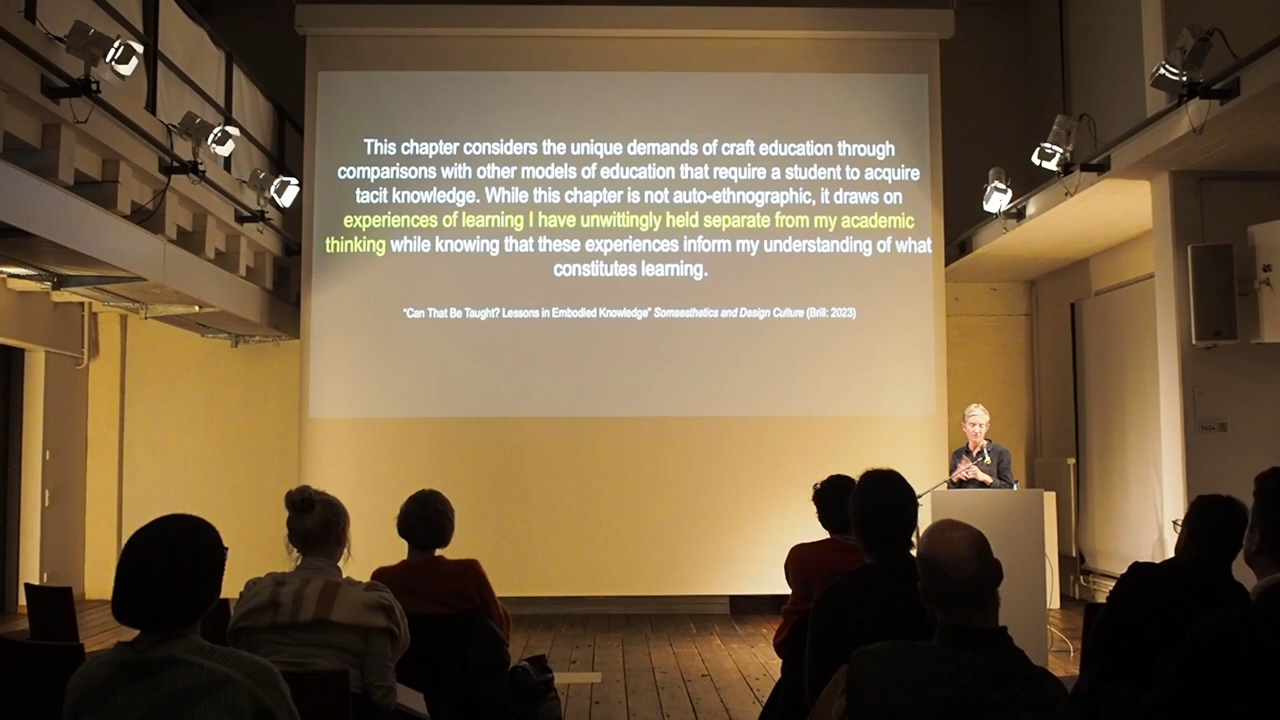 This chapter considers the unique demands of craft education through
comparisons with other models of education that require a student to acquire
tacit knowledge. While this chapter is not auto-ethnographic, it draws on
experiences of learning I have unwittingly held separate from my academic
thinking while knowing that these experiences inform my understanding of what
constitutes learning.
"Can That Be Taught? Lessons in Embodied Knowledge" Somaesthetics and Design Culture (Brill: 2023)